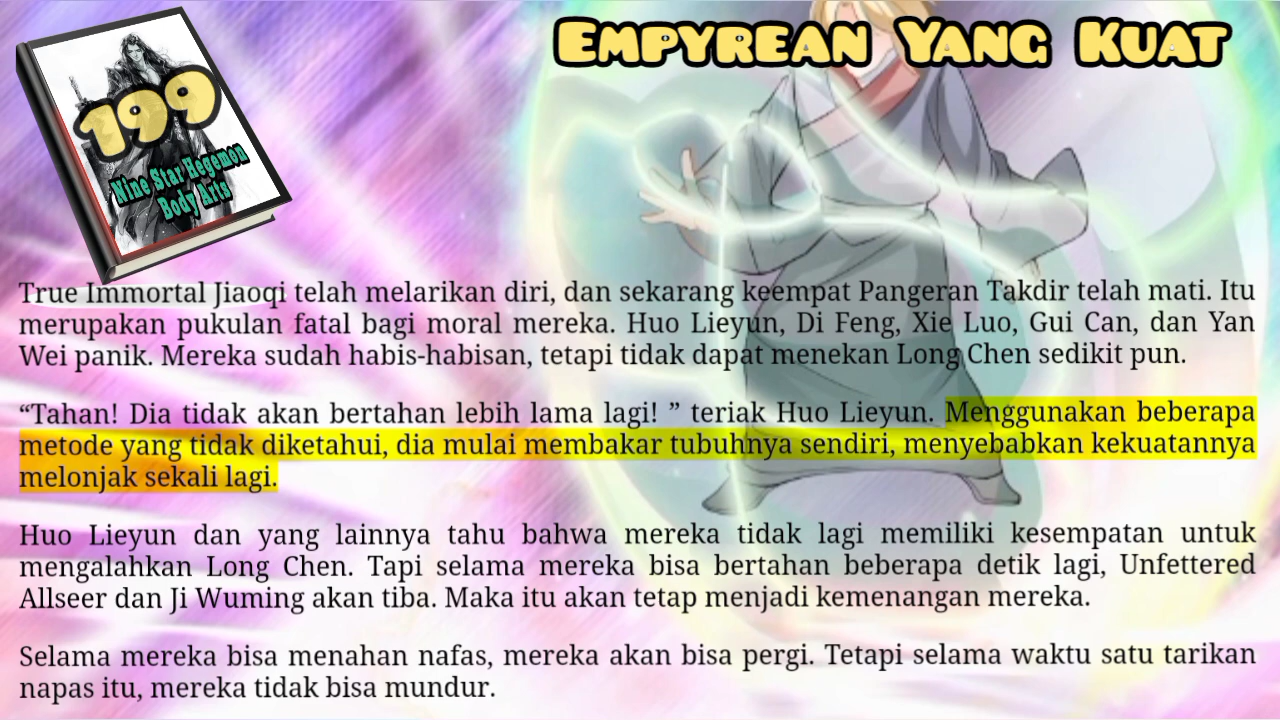 EMPYREAN YANG KUAT
199
Nine Star Hegemon
Body Arts
True Immortal Jiaoqi telah melarikan diri, dan sekarang keempat Pangeran Takdir telah mati. Itu
merupakan pukulan fatal bagi moral mereka. Huo Lieyun, Di Feng, Xie Luo, Gui Can, dan Yan
Wei panik. Mereka sudah habis-habisan, tetapi tidak dapat menekan Long Chen sedikit pun.
“Tahan! Dia tidak akan bertahan lebih lama lagi! ” teriak Huo Lieyun. Menggunakan beberapa
metode yang tidak diketahui, dia mulai membakar tubuhnya sendiri, menyebabkan kekuatannya
melonjak sekali lagi.
Huo Lieyun dan yang lainnya tahu bahwa mereka tidak lagi memiliki kesempatan untuk
mengalahkan Long Chen. Tapi selama mereka bisa bertahan beberapa detik lagi, Unfettered
Allseer dan Ji Wuming akan tiba. Maka itu akan tetap menjadi kemenangan mereka.
Selama mereka bisa menahan nafas, mereka akan bisa pergi. Tetapi selama waktu satu tarikan
napas itu, mereka tidak bisa mundur.